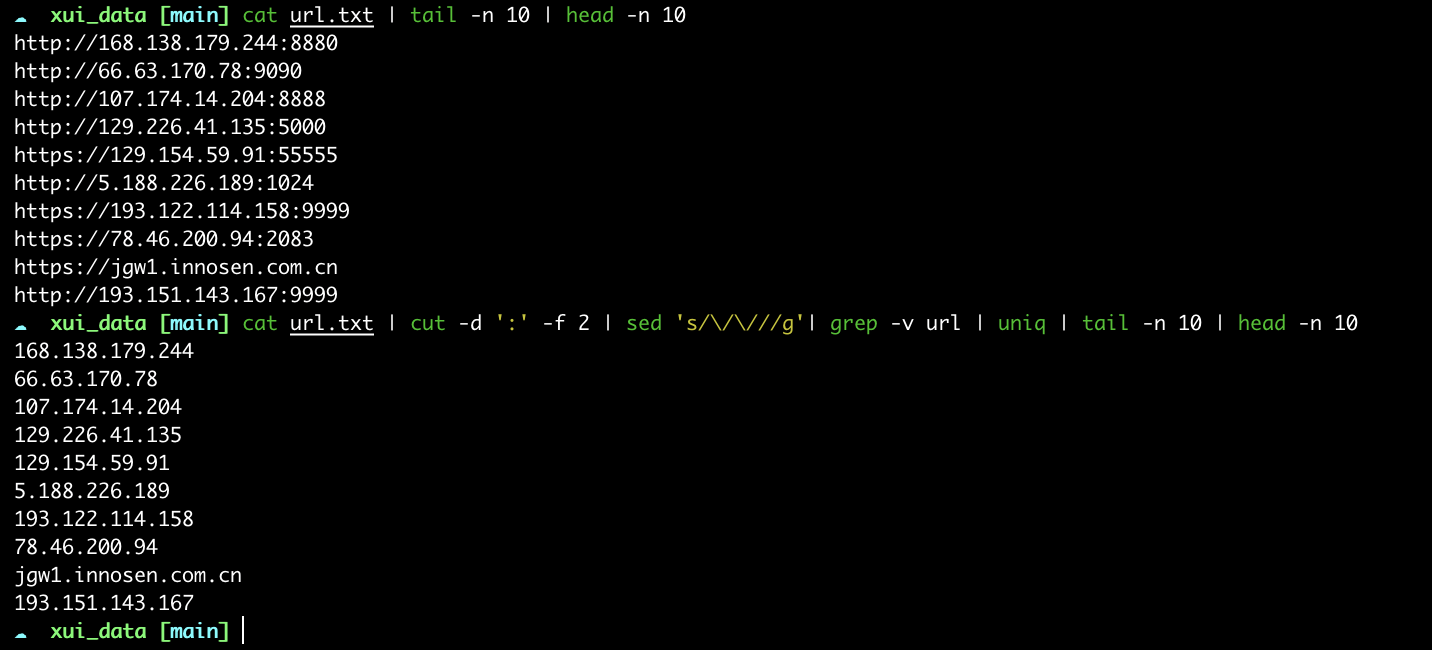 xui_data [main] cat url.txt | tail -n 10 | head -n 10
http://168.138.179.244:8880
http://66.63.170.78:9090
http://107.174.14.204:8888
http://129.226.41.135:5000
https://129.154.59.91:55555
http://5.188.226.189:1024
https://193.122.114.158:9999
https://78.46.200.94:2083
https://jgw1.innosen.com.cn
http://193.151.143.167:9999
xui_data [main] cat url.txt | cut -d ':' -f 2 | sed 's/\/\///g'| grep -v url | uniq | tail -n 10 | head -n 10
168.138.179.244
66.63.170.78
107.174.14.204
129.226.41.135
129.154.59.91
5.188.226.189
193.122.114.158
78.46.200.94
jgw1.innosen.com.cn
193.151.143.167
xui_data [main]